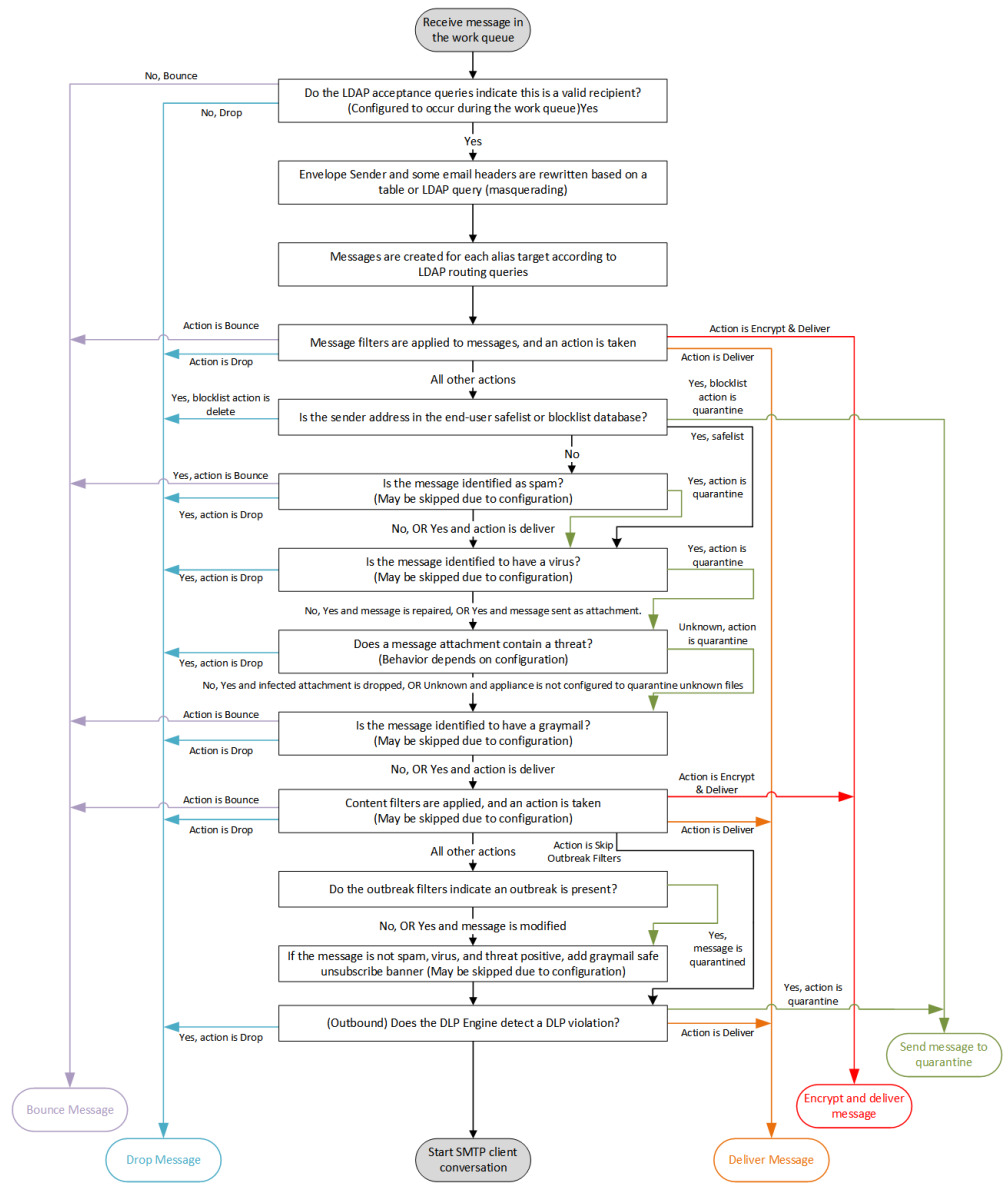 Receive message in
the work queue
No, Bounce
Do the LDAP acceptance queries indicate this is a valid recipient?
(Configured to occur during the work queue)Yes
No, Drop
Yes
Envelope Sender and some email headers are rewritten based on a
table or LDAP query (masquerading)
Messages are created for each alias target according to
LDAP routing queries
Action is Bounce
Action is Encrypt & Deliver
Message filters are applied to messages, and an action is taken
Action is Drop
Action is Deliver
All other actions
Yes, blocklist action is
delete
Yes, blocklist
action is
quarantine
Is the sender address in the end-user safelist or blocklist database?
Yes, safelist
No
Yes, action is Bounce
Is the message identified as spam?
(May be skipped due to configuration)
Yes, action is
quarantine
Yes, action is Drop
No, OR Yes and action is deliver
Is the message identified to have a virus?
(May be skipped due to configuration)
Yes, action is
quarantine
Yes, action is Drop
No, Yes and message is repaired, OR Yes and message sent as attachment.
Unknown, action
is quarantine
Does a message attachment contain a threat?
(Behavior depends on configuration)
Yes, action is Drop
No, Yes and infected attachment is dropped, OR Unknown and appliance is not configured to quarantine unknown files
Action is Bounce
Is the message identified to have a graymail?
(May be skipped due to configuration)
Action is Drop
No, OR Yes and action is deliver
Action is Encrypt
& Deliver
Action is Bounce
Content filters are applied, and an action is taken
(May be skipped due to configuration)
Action is Drop
Action is Deliver
All other actions
Action is Skip
Outbreak Filters
Do the outbreak filters indicate an outbreak is present?
No, OR Yes and message is modified
Yes,
message is
quarantined
If the message is not spam, virus, and threat positive, add graymail safe
unsubscribe banner (May be skipped due to configuration)
Yes, action is
quarantine
(Outbound) Does the DLP Engine detect a DLP violation?
Yes, action is Drop
Action is Deliver
Send message to
quarantine
Bounce Message
Encrypt and deliver
message
Drop Message
Start SMTP client
conversation
Deliver Message